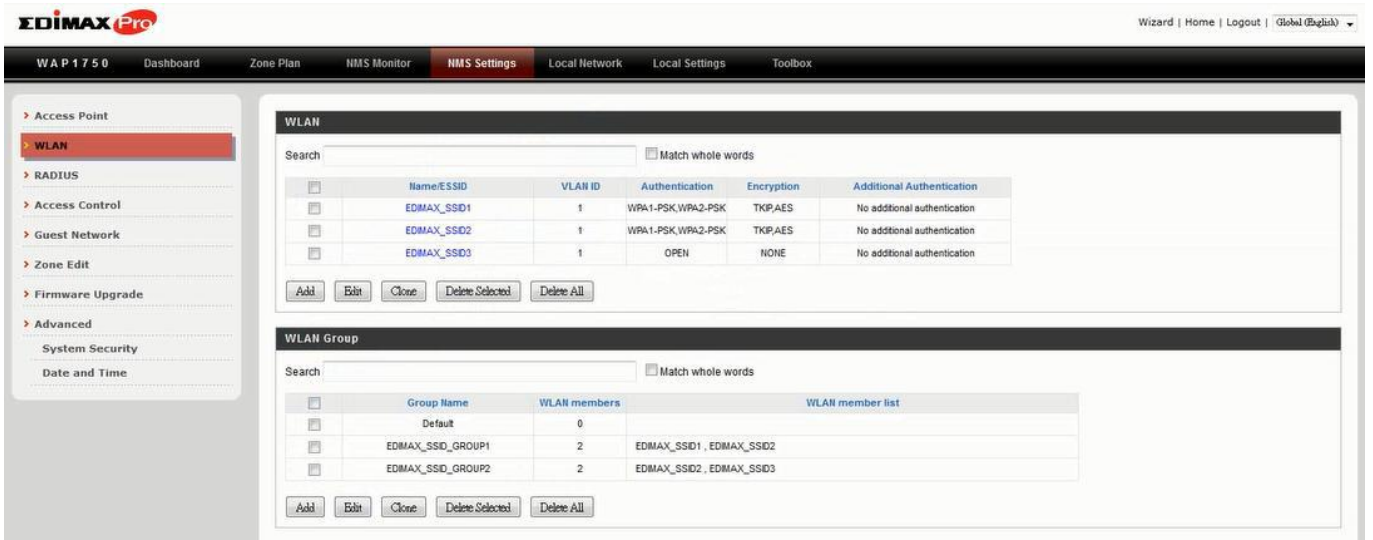 EDIMAX Pro
Wizard | Home | Logout | Global (English)
WAP1750 Dashboard Zone Plan NMS Monitor NMS Settings Local Network Local Settings Toolbox
> Access Point
> WLAN
> RADIUS
> Access Control
> Guest Network
> Zone Edit
> Firmware Upgrade
> Advanced
System Security
Date and Time
WLAN
Search Match whole words
Name/ESSID VLAN ID Authentication Encryption Additional Authentication
EDIMAX_SSID1 1 WPA1-PSK,WPA2-PSK TKIP,AES No additional authentication
EDIMAX_SSID2 1 WPA1-PSK,WPA2-PSK TKIP,AES No additional authentication
EDIMAX_SSID3 1 OPEN NONE No additional authentication
Add Edit Clone Delete Selected Delete All
WLAN Group
Search Match whole words
Group Name WLAN members WLAN member list
Default 0
EDIMAX_SSID_GROUP1 2 EDIMAX_SSID1 , EDIMAX_SSID2
EDIMAX_SSID_GROUP2 2 EDIMAX_SSID2 , EDIMAX_SSID3
Add Edit Clone Delete Selected Delete All